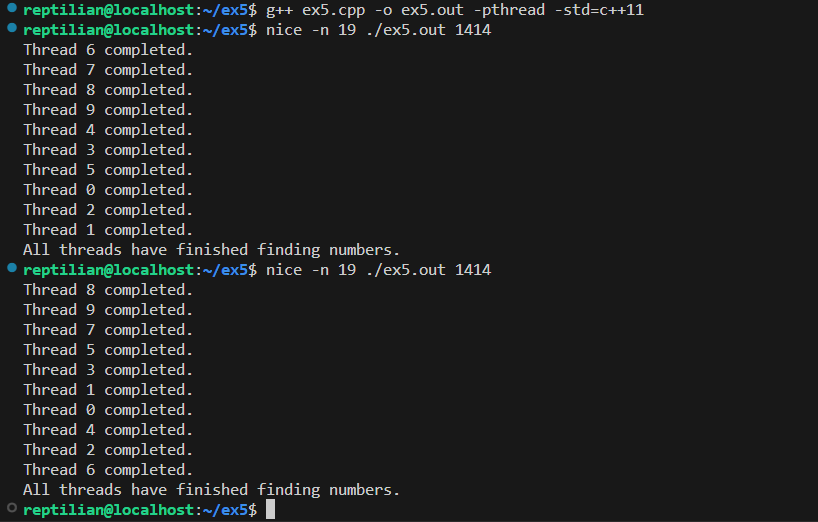 reptilian@localhost:~/ex5$ g++ ex5.cpp -o ex5.out -pthread -std=c++11
reptilian@localhost:~/ex5$ nice -n 19 ./ex5.out 1414
Thread 6 completed.
Thread 7 completed.
Thread 8 completed.
Thread 9 completed.
Thread 4 completed.
Thread 3 completed.
Thread 5 completed.
Thread 0 completed.
Thread 2 completed.
Thread 1 completed.
All threads have finished finding numbers.
reptilian@localhost:~/ex5$ nice -n 19 ./ex5.out 1414
Thread 8 completed.
Thread 9 completed.
Thread 7 completed.
Thread 5 completed.
Thread 3 completed.
Thread 1 completed.
Thread 0 completed.
Thread 4 completed.
Thread 2 completed.
Thread 6 completed.
All threads have finished finding numbers.
reptilian@localhost:~/ex5$